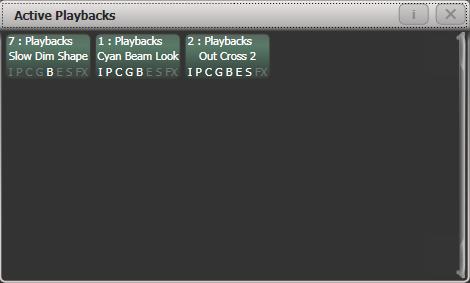 Active Playbacks
i
7 : Playbacks
Slow Dim Shape
I P C G B E S FX
1 : Playbacks
Cyan Beam Look
I P C G B E S FX
2 : Playbacks
Out Cross 2
I P C G B E S FX